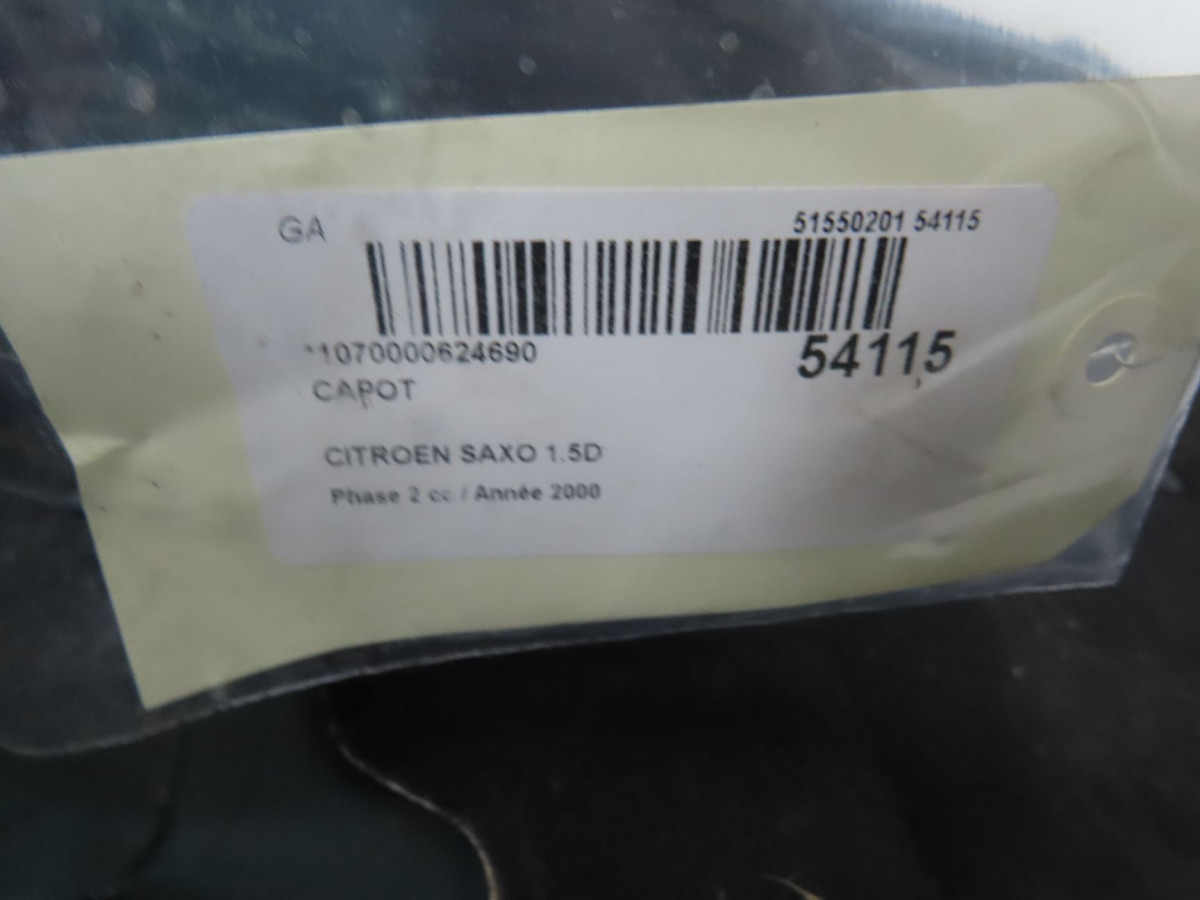 GA
51550201 54115
*1070000624690
54115
CAPOT
CITROEN SAXO 1.5D
Phase 2 cc / Année 2000